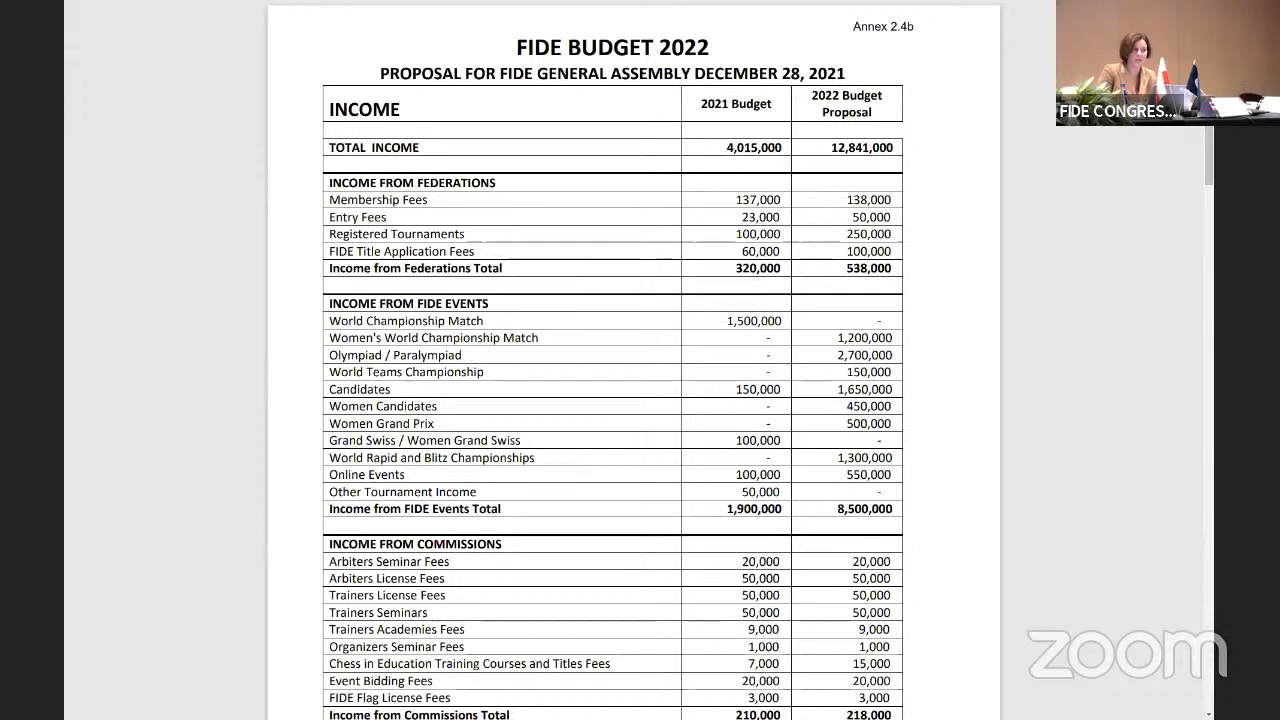 Annex 2.4b
FIDE BUDGET 2022
PROPOSAL FOR FIDE GENERAL ASSEMBLY DECEMBER 28, 2021
INCOME 2021 Budget 2022 Budget Proposal
TOTAL INCOME 4,015,000 12,841,000
INCOME FROM FEDERATIONS
Membership Fees 137,000 138,000
Entry Fees 23,000 50,000
Registered Tournaments 100,000 250,000
FIDE Title Application Fees 60,000 100,000
Income from Federations Total 320,000 538,000
INCOME FROM FIDE EVENTS
World Championship Match 1,500,000 -
Women's World Championship Match - 1,200,000
Olympiad / Paralympiad - 2,700,000
World Teams Championship - 150,000
Candidates 150,000 1,650,000
Women Candidates - 450,000
Women Grand Prix - 500,000
Grand Swiss / Women Grand Swiss 100,000 -
World Rapid and Blitz Championships - 1,300,000
Online Events 100,000 550,000
Other Tournament Income 50,000 -
Income from FIDE Events Total 1,900,000 8,500,000
INCOME FROM COMMISSIONS
Arbiters Seminar Fees 20,000 20,000
Arbiters License Fees 50,000 50,000
Trainers License Fees 50,000 50,000
Trainers Seminars 50,000 50,000
Trainers Academies Fees 9,000 9,000
Organizers Seminar Fees 1,000 1,000
Chess in Education Training Courses and Titles Fees 7,000 15,000
Event Bidding Fees 20,000 20,000
FIDE Flag License Fees 3,000 3,000
Income from Commissions Total 210,000 218,000
FIDE CONGRES...
zoom